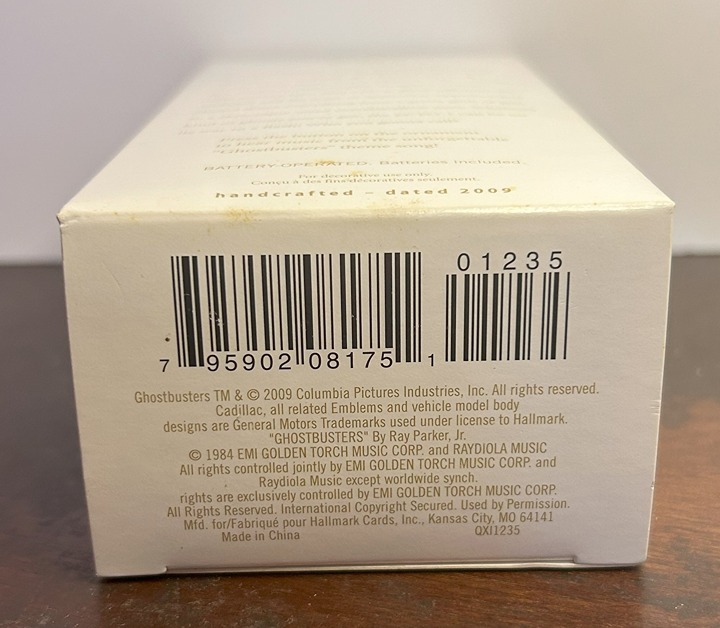 Press the button on the ornament
to hear music from the unforgettable
"Ghostbusters" theme song!
BATTERY-OPERATED. Batteries included.
For decorative use only.
Conçu à des fins décoratives seulement.
handcrafted – dated 2009
01235
7 95902 08175 1
Ghostbusters TM & © 2009 Columbia Pictures Industries, Inc. All rights reserved.
Cadillac, all related Emblems and vehicle model body
designs are General Motors Trademarks used under license to Hallmark.
"GHOSTBUSTERS" By Ray Parker, Jr.
© 1984 EMI GOLDEN TORCH MUSIC CORP. and RAYDIOLA MUSIC
All rights controlled jointly by EMI GOLDEN TORCH MUSIC CORP. and
Raydiola Music except worldwide synch.
rights are exclusively controlled by EMI GOLDEN TORCH MUSIC CORP.
All Rights Reserved. International Copyright Secured. Used by Permission.
Mfd. for/Fabriqué pour Hallmark Cards, Inc., Kansas City, MO 64141
Made in China QXI1235